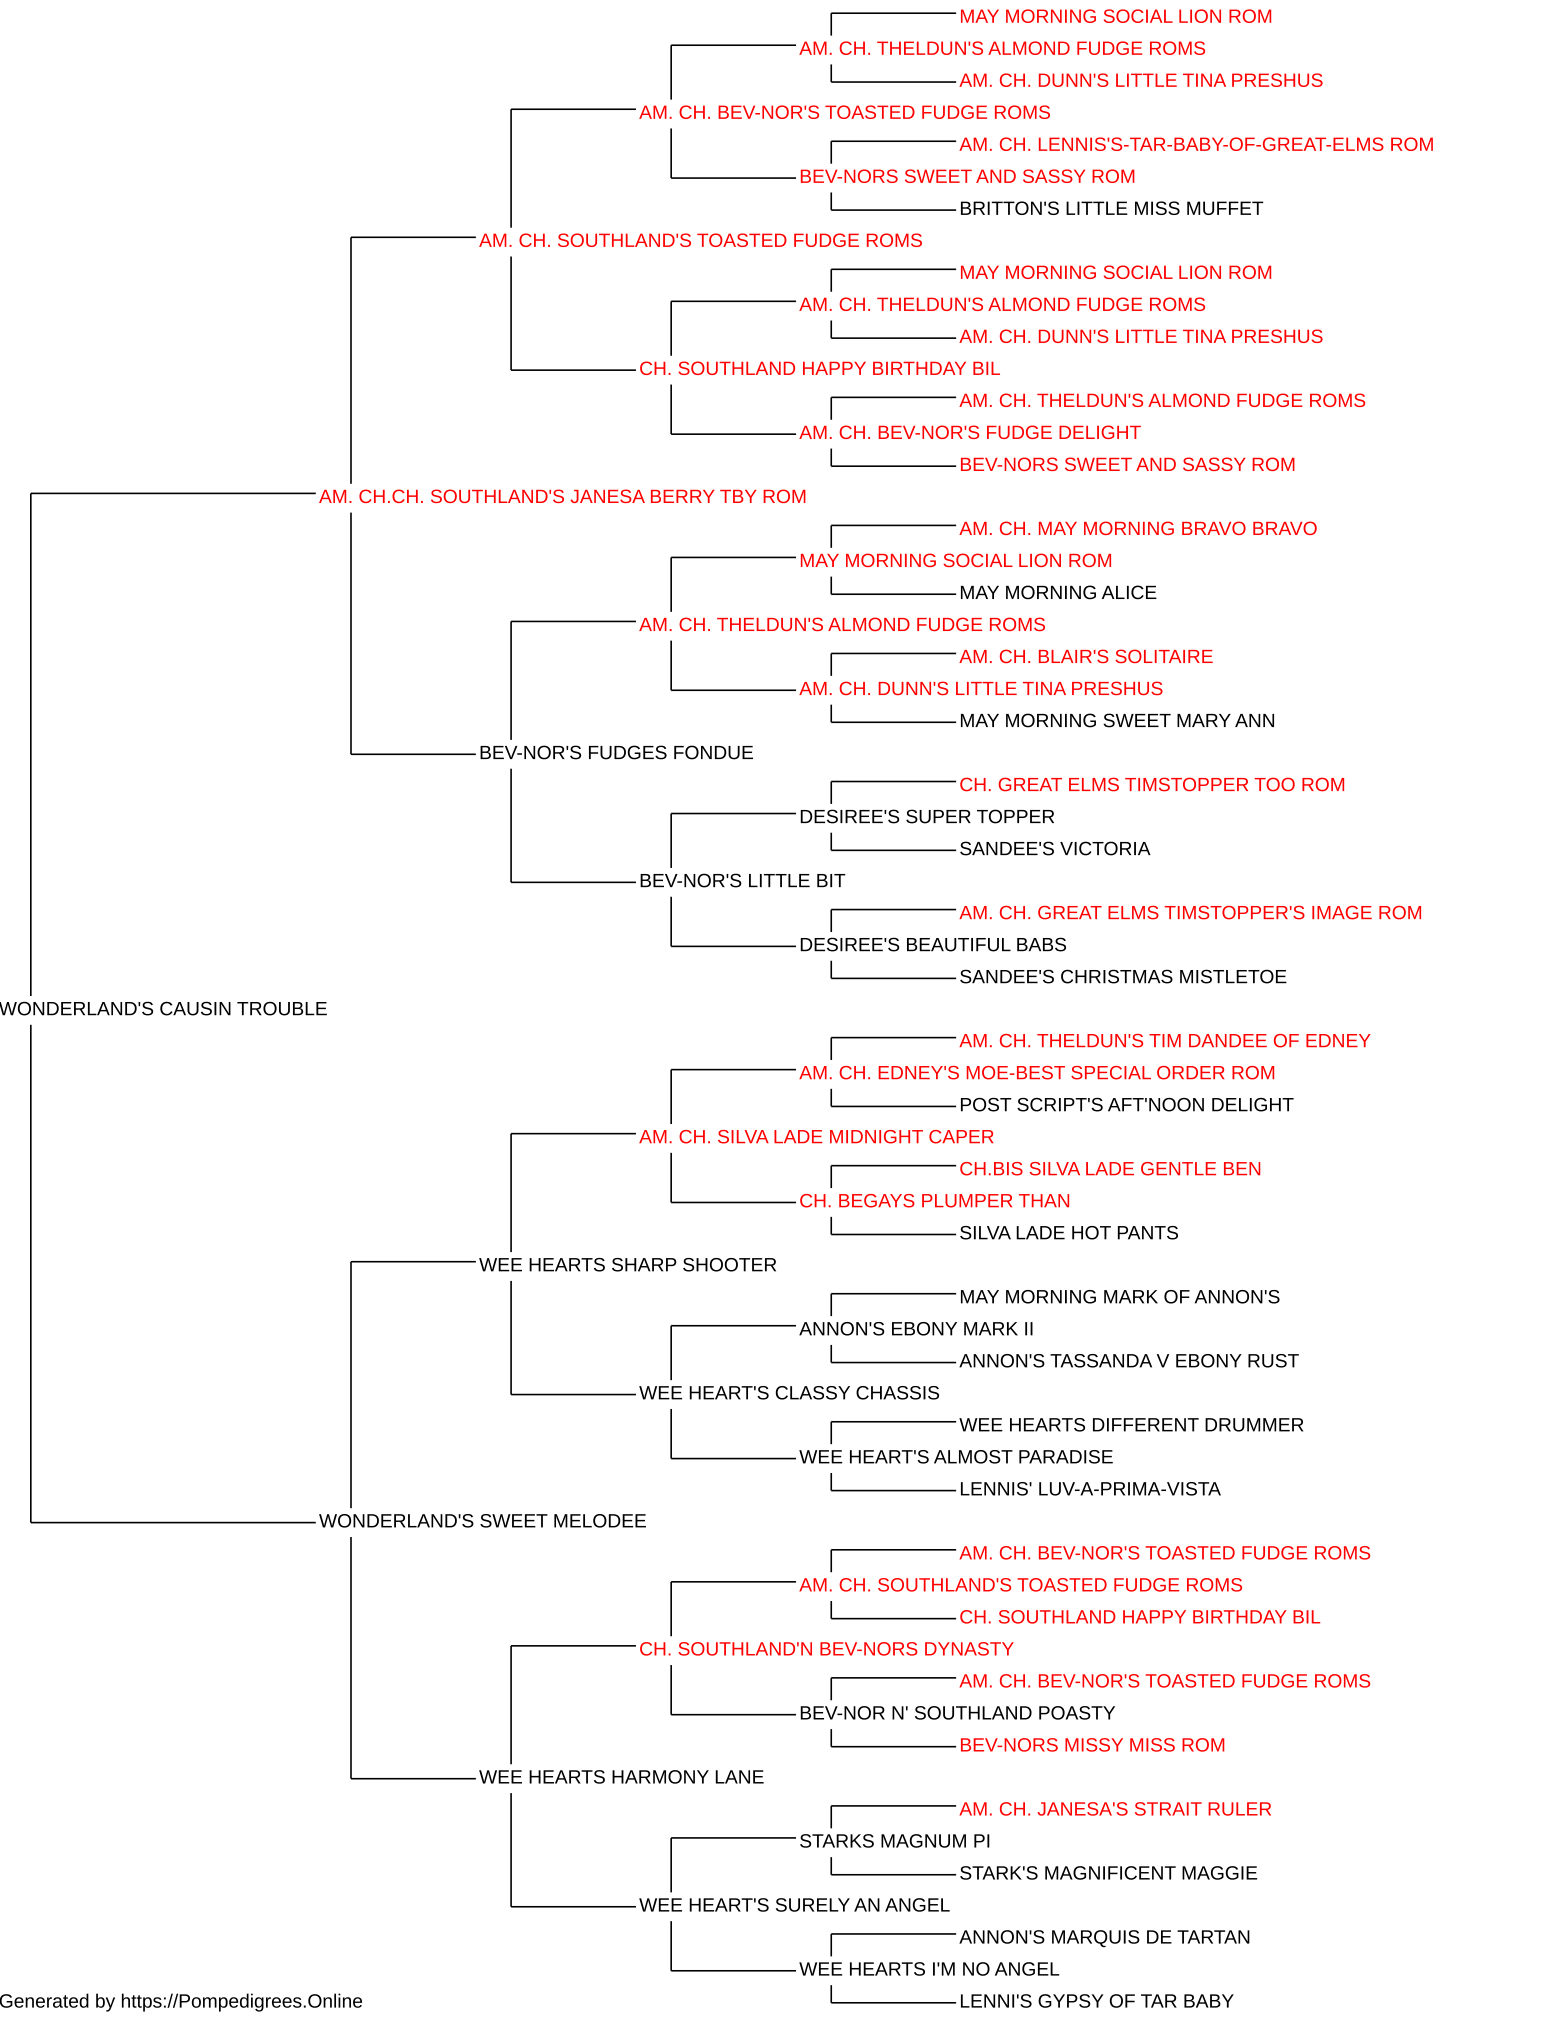 MAY MORNING SOCIAL LION ROM
AM. CH. THELDUN'S ALMOND FUDGE ROMS
AM. CH. DUNN'S LITTLE TINA PRESHUS
AM. CH. BEV-NOR'S TOASTED FUDGE ROMS
AM. CH. LENNIS'S-TAR-BABY-OF-GREAT-ELMS ROM
BEV-NORS SWEET AND SASSY ROM
BRITTON'S LITTLE MISS MUFFET
AM. CH. SOUTHLAND'S TOASTED FUDGE ROMS
MAY MORNING SOCIAL LION ROM
AM. CH. THELDUN'S ALMOND FUDGE ROMS
AM. CH. DUNN'S LITTLE TINA PRESHUS
CH. SOUTHLAND HAPPY BIRTHDAY BIL
AM. CH. THELDUN'S ALMOND FUDGE ROMS
AM. CH. BEV-NOR'S FUDGE DELIGHT
BEV-NORS SWEET AND SASSY ROM
AM. CH.CH. SOUTHLAND'S JANESA BERRY TBY ROM
AM. CH. MAY MORNING BRAVO BRAVO
MAY MORNING SOCIAL LION ROM
MAY MORNING ALICE
AM. CH. THELDUN'S ALMOND FUDGE ROMS
AM. CH. BLAIR'S SOLITAIRE
AM. CH. DUNN'S LITTLE TINA PRESHUS
MAY MORNING SWEET MARY ANN
BEV-NOR'S FUDGES FONDUE
CH. GREAT ELMS TIMSTOPPER TOO ROM
DESIREE'S SUPER TOPPER
SANDEE'S VICTORIA
BEV-NOR'S LITTLE BIT
AM. CH. GREAT ELMS TIMSTOPPER'S IMAGE ROM
DESIREE'S BEAUTIFUL BABS
SANDEE'S CHRISTMAS MISTLETOE
WONDERLAND'S CAUSIN TROUBLE
AM. CH. THELDUN'S TIM DANDEE OF EDNEY
AM. CH. EDNEY'S MOE-BEST SPECIAL ORDER ROM
POST SCRIPT'S AFT'NOON DELIGHT
AM. CH. SILVA LADE MIDNIGHT CAPER
CH.BIS SILVA LADE GENTLE BEN
CH. BEGAYS PLUMPER THAN
SILVA LADE HOT PANTS
WEE HEARTS SHARP SHOOTER
MAY MORNING MARK OF ANNON'S
ANNON'S EBONY MARK II
ANNON'S TASSANDA V EBONY RUST
WEE HEART'S CLASSY CHASSIS
WEE HEARTS DIFFERENT DRUMMER
WEE HEART'S ALMOST PARADISE
LENNIS' LUV-A-PRIMA-VISTA
WONDERLAND'S SWEET MELODEE
AM. CH. BEV-NOR'S TOASTED FUDGE ROMS
AM. CH. SOUTHLAND'S TOASTED FUDGE ROMS
CH. SOUTHLAND HAPPY BIRTHDAY BIL
CH. SOUTHLAND'N BEV-NORS DYNASTY
AM. CH. BEV-NOR'S TOASTED FUDGE ROMS
BEV-NOR N' SOUTHLAND POASTY
BEV-NORS MISSY MISS ROM
WEE HEARTS HARMONY LANE
AM. CH. JANESA'S STRAIT RULER
STARKS MAGNUM PI
STARK'S MAGNIFICENT MAGGIE
WEE HEART'S SURELY AN ANGEL
ANNON'S MARQUIS DE TARTAN
WEE HEARTS I'M NO ANGEL
LENNI'S GYPSY OF TAR BABY
Generated by https://Pompedigrees.Online